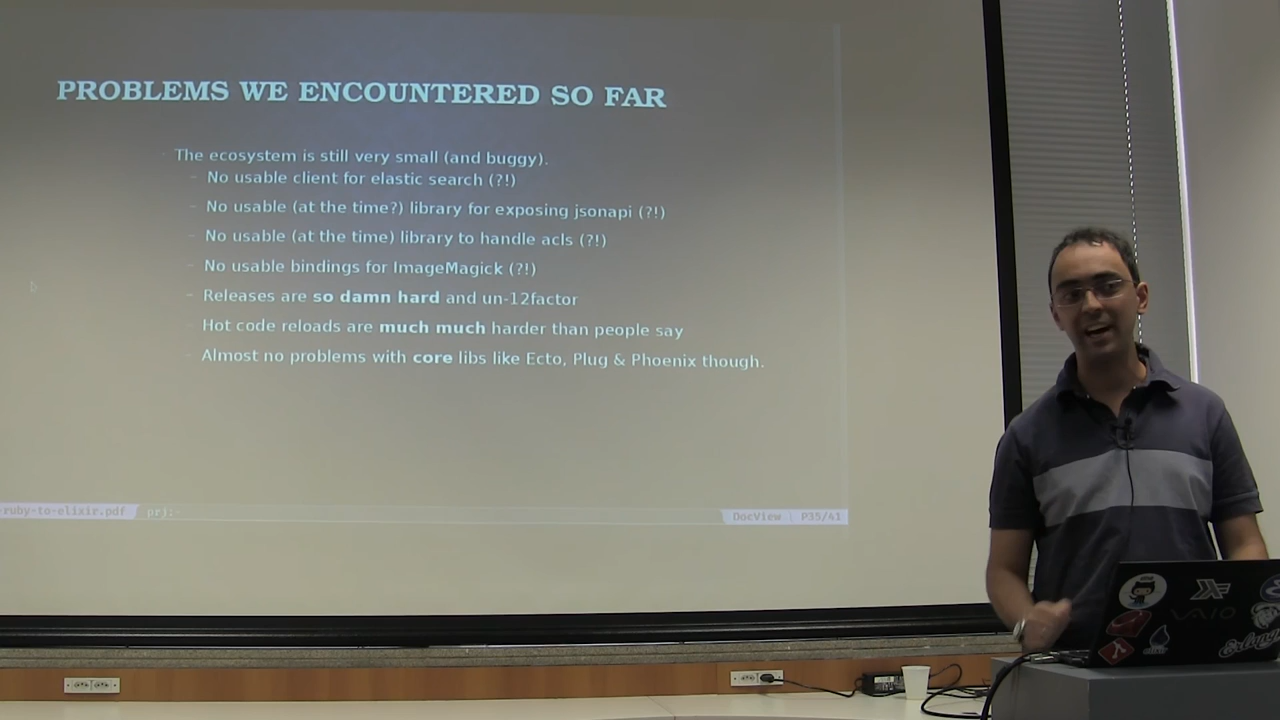 PROBLEMS WE ENCOUNTERED SO FAR
The ecosystem is still very small (and buggy).
– No usable client for elastic search (?!)
– No usable (at the time?) library for exposing jsonapi (?!)
– No usable (at the time) library to handle acls (?!)
– No usable bindings for ImageMagick (?!)
– Releases are so damn hard and un-12factor
– Hot code reloads are much much harder than people say
– Almost no problems with core libs like Ecto, Plug & Phoenix though.
-ruby-to-elixir.pdf prj:- DocView P35/41
VAIO
Erlang